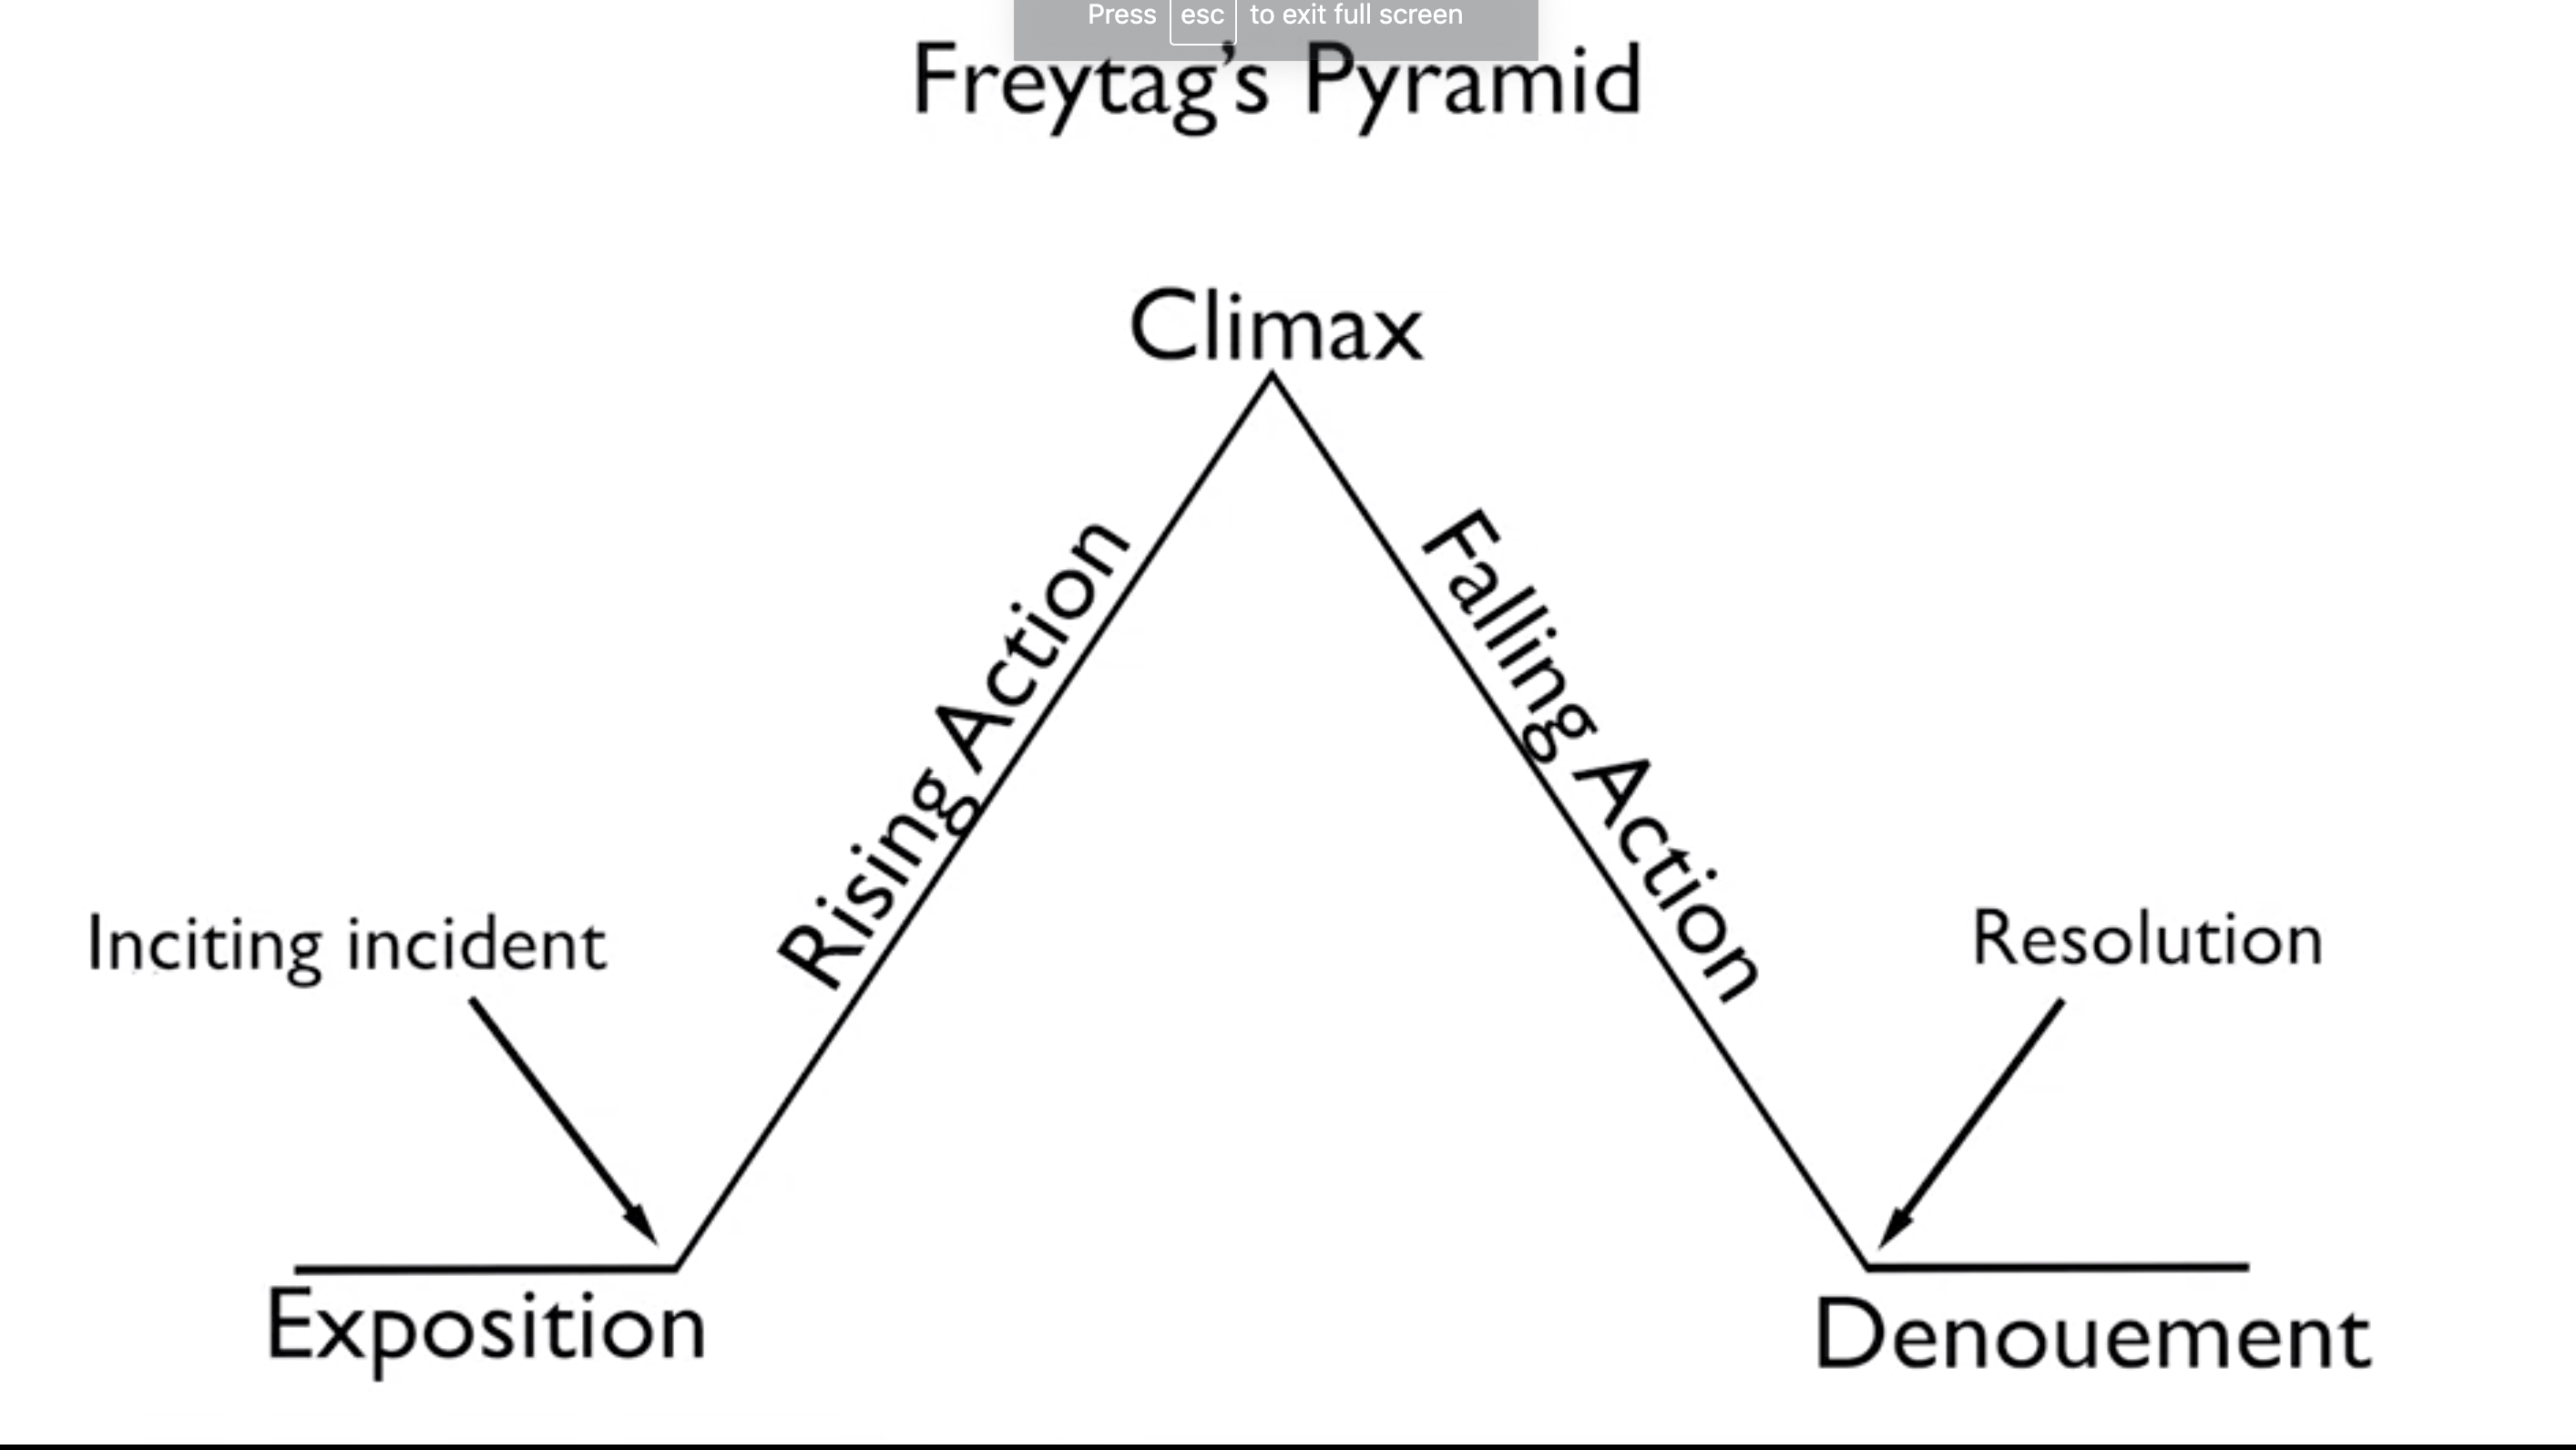 Press esc to exit full screen
Freytag’s Pyramid
Climax
Rising Action
Falling Action
Inciting incident
Resolution
Exposition
Denouement